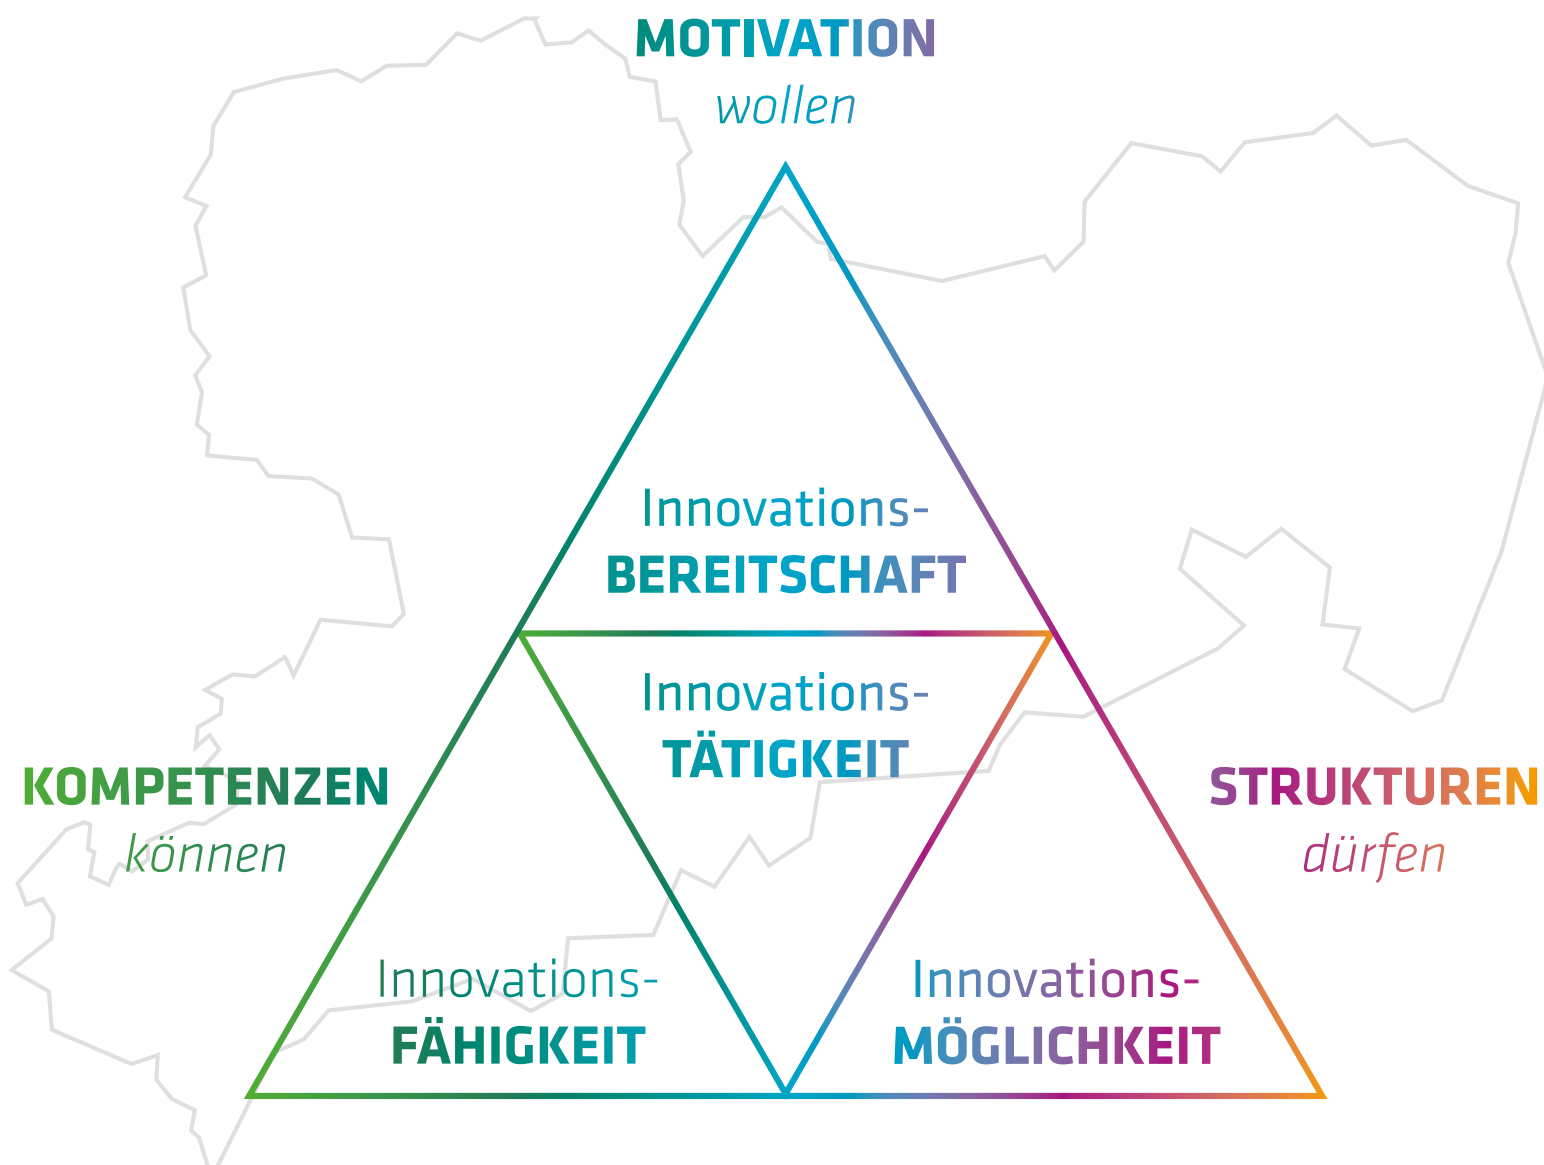 MOTIVATION
wollen
Innovations-
BEREITSCHAFT
Innovations-
TÄTIGKEIT
KOMPETENZEN
können
STRUKTUREN
dürfen
Innovations-
FÄHIGKEIT
Innovations-
MÖGLICHKEIT